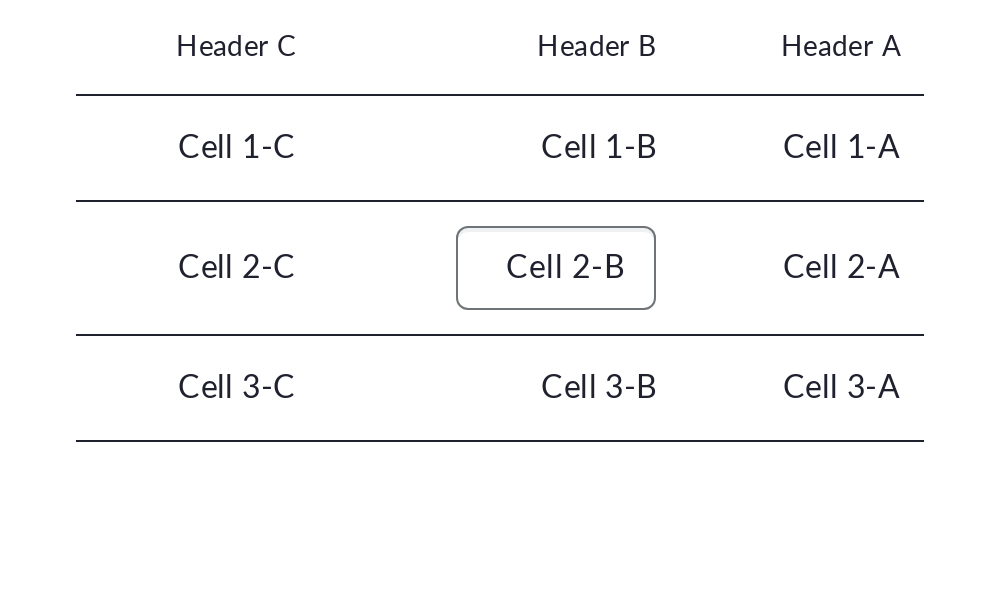 Header C Header B Header A
Cell 1-C Cell 1-B Cell 1-A
Cell 2-C Cell 2-B Cell 2-A
Cell 3-C Cell 3-B Cell 3-A